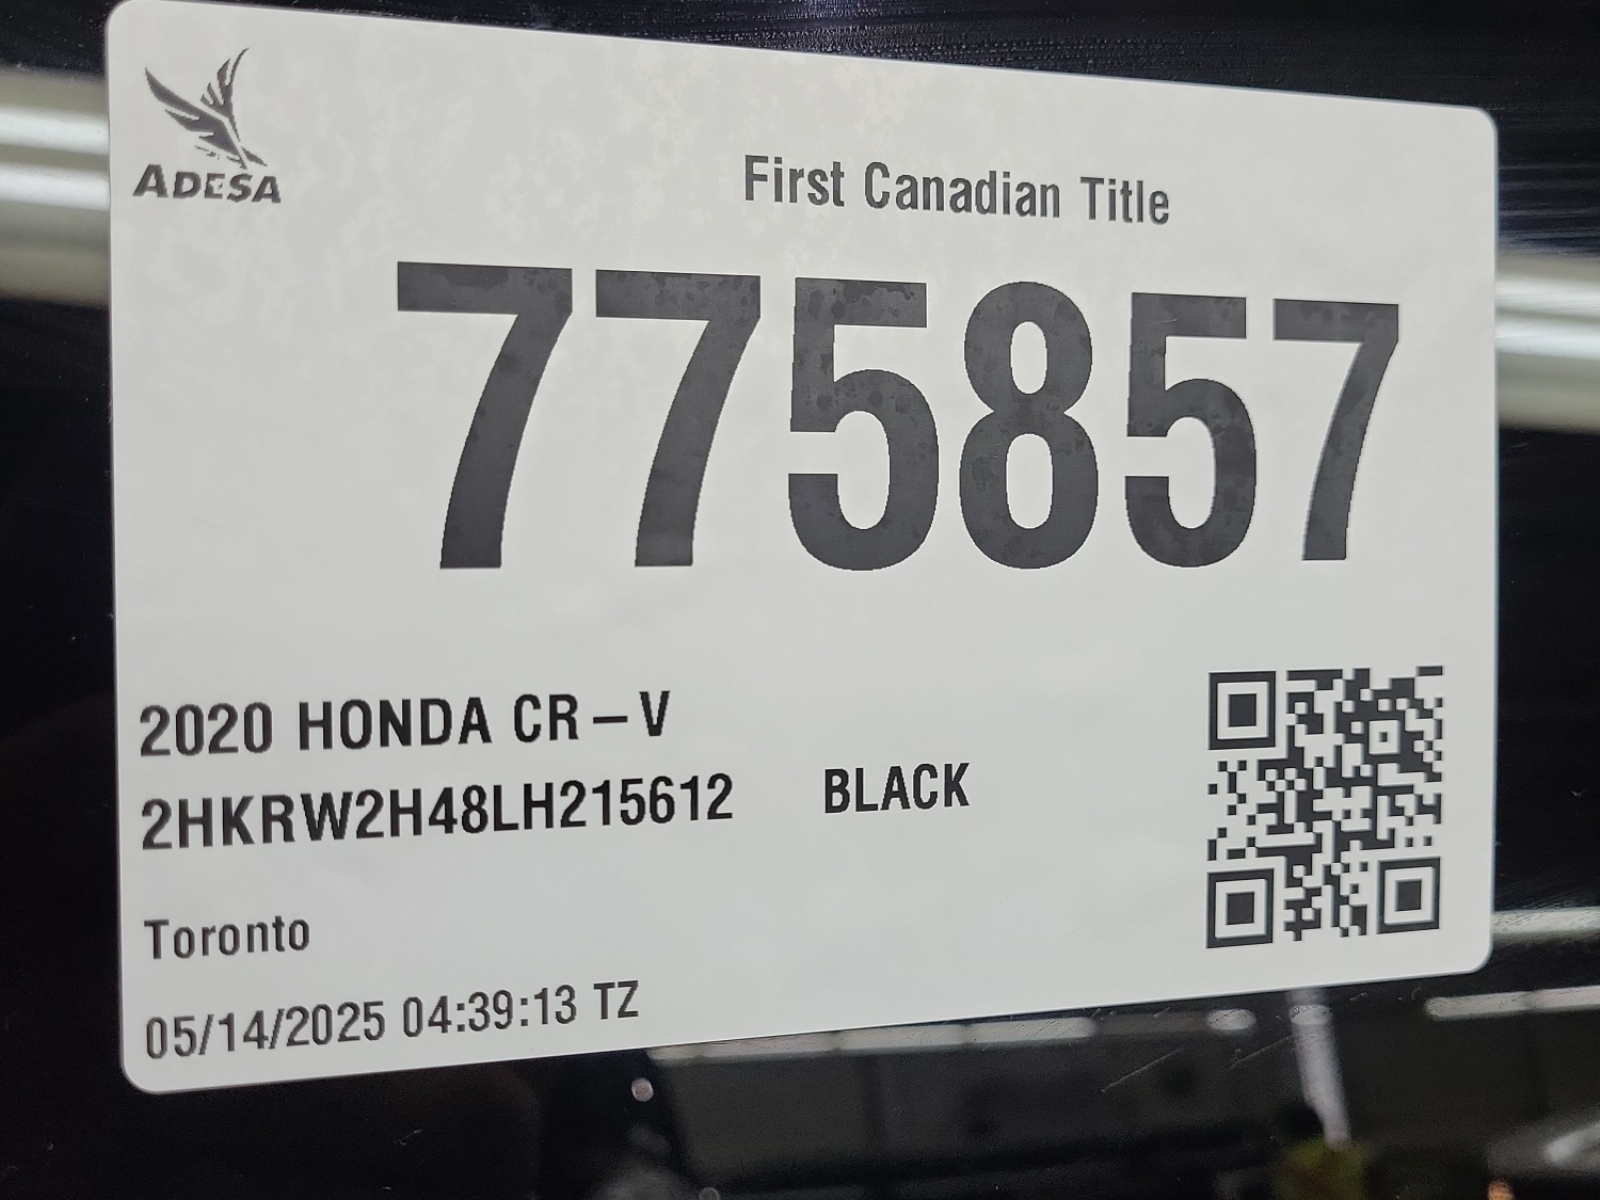 ADESA
First Canadian Title
775857
2020 HONDA CR-V
2HKRW2H48LH215612 BLACK
Toronto
05/14/2025 04:39:13 TZ